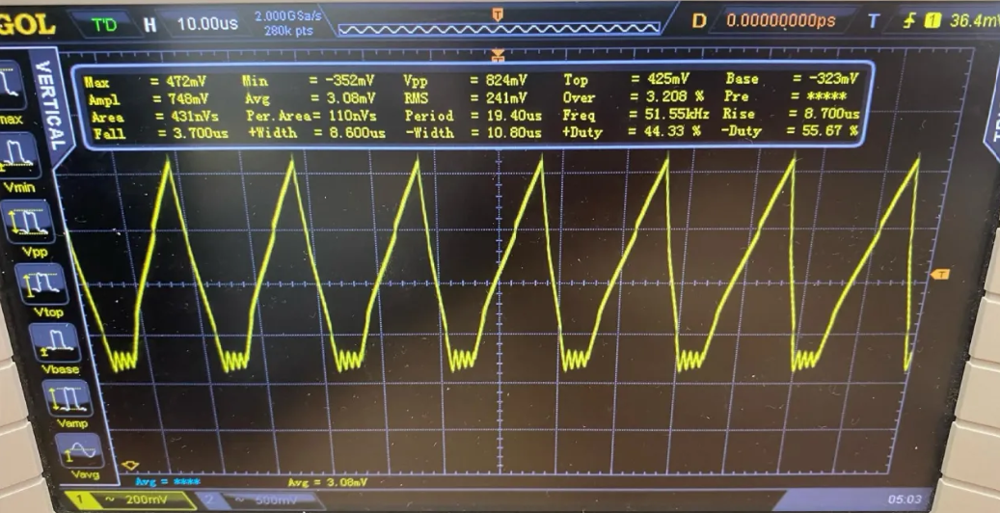 GOL T'D H 10.00us 2.000GSa/s 280k pts T D 0.00000000ps T 1 36.4mV
VERTICAL
max
Vmin
Vpp
Vtop
Vbase
Vamp
Vavg
Max = 472mV Min = -352mV Vpp = 824mV Top = 425mV Base = -323mV
Ampl = 748mV Avg = 3.08mV RMS = 241mV Over = 3.208 % Pre = *****
Area = 431nVs Per.Area= 110nVs Period = 19.40us Freq = 51.55kHz Rise = 8.700us
Fall = 3.700us +Width = 8.600us -Width = 10.80us +Duty = 44.33 % -Duty = 55.67 %
T
Avg = **** Avg = 3.08mV
1 ~ 200mV 2 ~ 500mV 05:03